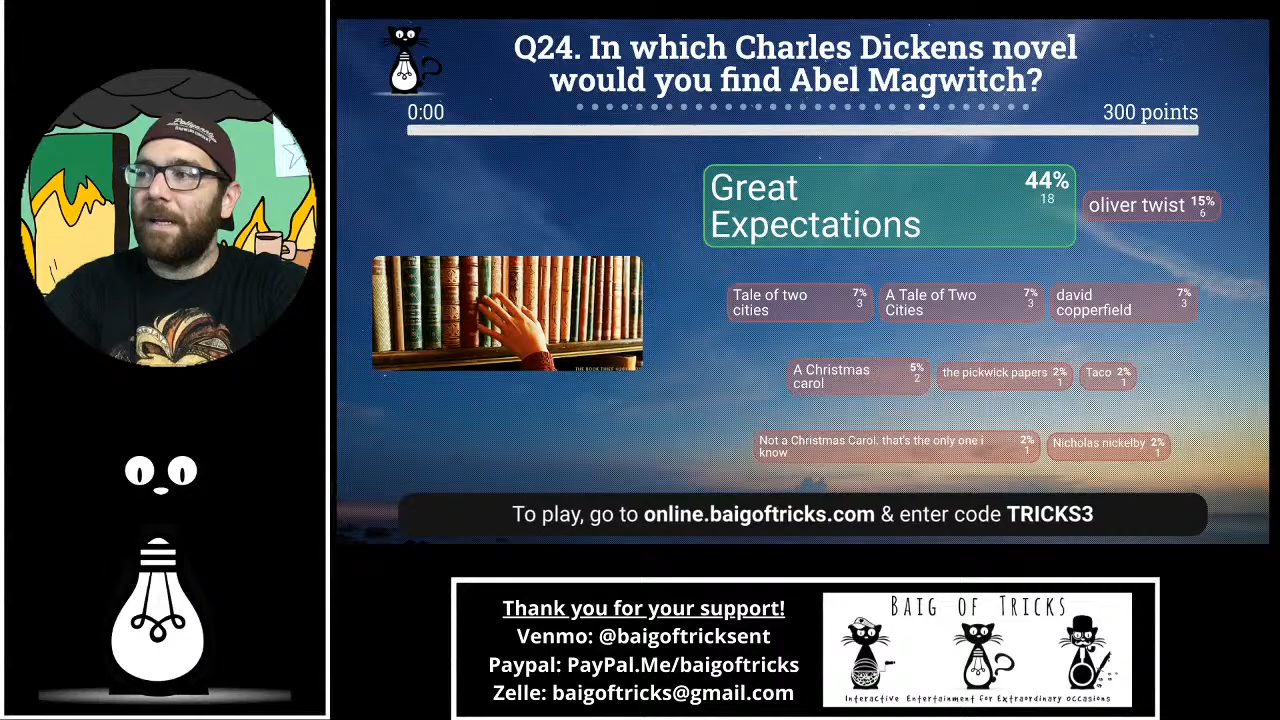 Q24. In which Charles Dickens novel
would you find Abel Magwitch?
0:00
300 points
Great
Expectations
44%
18
oliver twist
15%
6
Tale of two
cities
7%
3
A Tale of Two
Cities
7%
3
david
copperfield
7%
3
A Christmas
carol
5%
2
the pickwick papers
2%
1
Taco
2%
1
Not a Christmas Carol. that's the only one i
know
2%
1
Nicholas nickelby
2%
1
To play, go to online.baigoftricks.com & enter code TRICKS3
Thank you for your support!
Venmo: @baigoftricksent
Paypal: PayPal.Me/baigoftricks
Zelle: baigoftricks@gmail.com
BAIG OF TRICKS
Interactive Entertainment for Extraordinary occasions